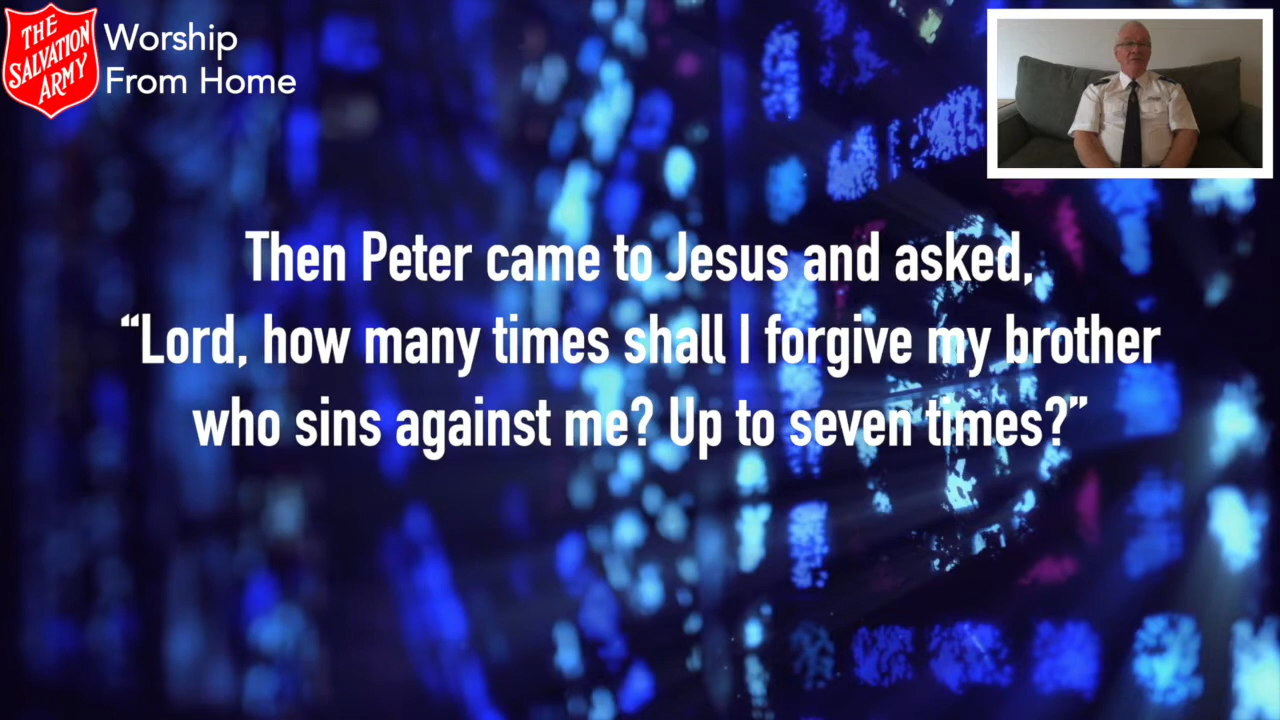 THE
SALVATION
ARMY
Worship
From Home
Then Peter came to Jesus and asked,
“Lord, how many times shall I forgive my brother
who sins against me? Up to seven times?”